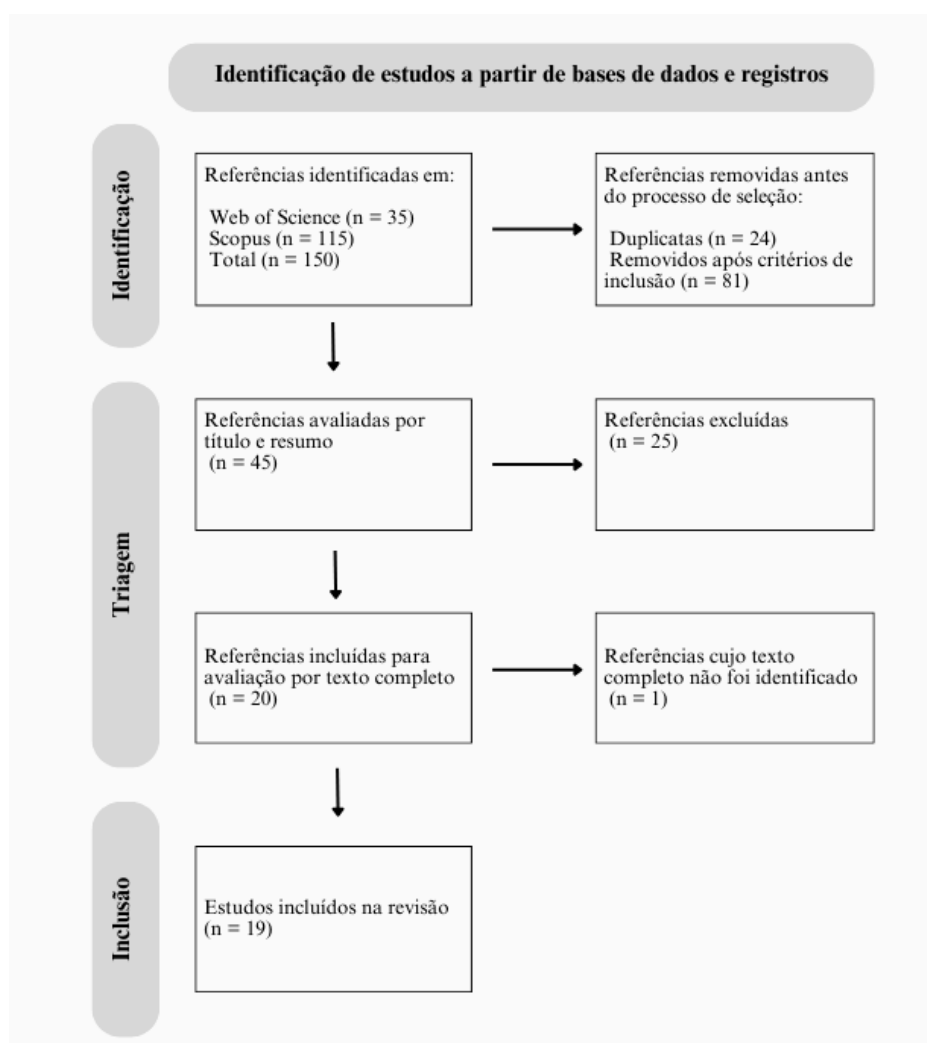 Identificação de estudos a partir de bases de dados e registros
Identificação
Referências identificadas em:
Web of Science (n = 35)
Scopus (n = 115)
Total (n = 150)
Referências removidas antes
do processo de seleção:
Duplicatas (n = 24)
Removidos após critérios de
inclusão (n = 81)
Triagem
Referências avaliadas por
título e resumo
(n = 45)
Referências excluídas
(n = 25)
Referências incluídas para
avaliação por texto completo
(n = 20)
Referências cujo texto
completo não foi identificado
(n = 1)
Inclusão
Estudos incluídos na revisão
(n = 19)